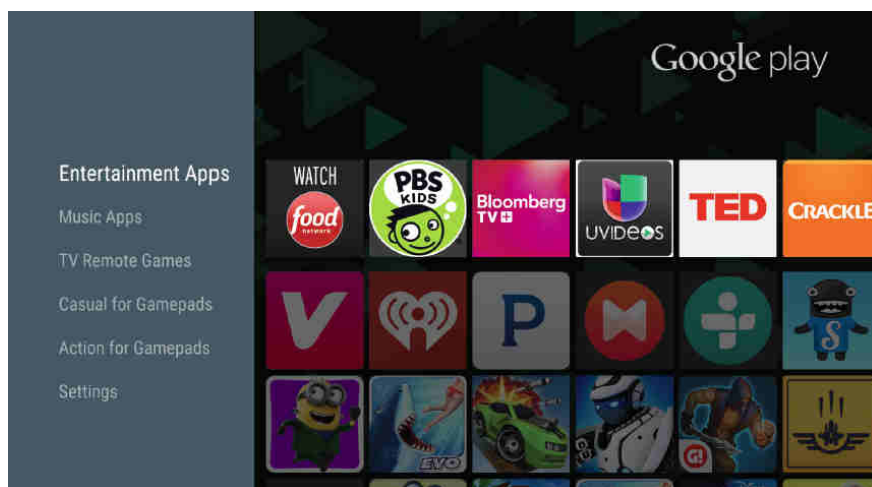 Google play
Entertainment Apps
Music Apps
TV Remote Games
Casual for Gamepads
Action for Gamepads
Settings
WATCH
food
network
PBS
KIDS
Bloomberg
TV+
UVIDEOS
TED
CRACKLE
P
S
EVO
G